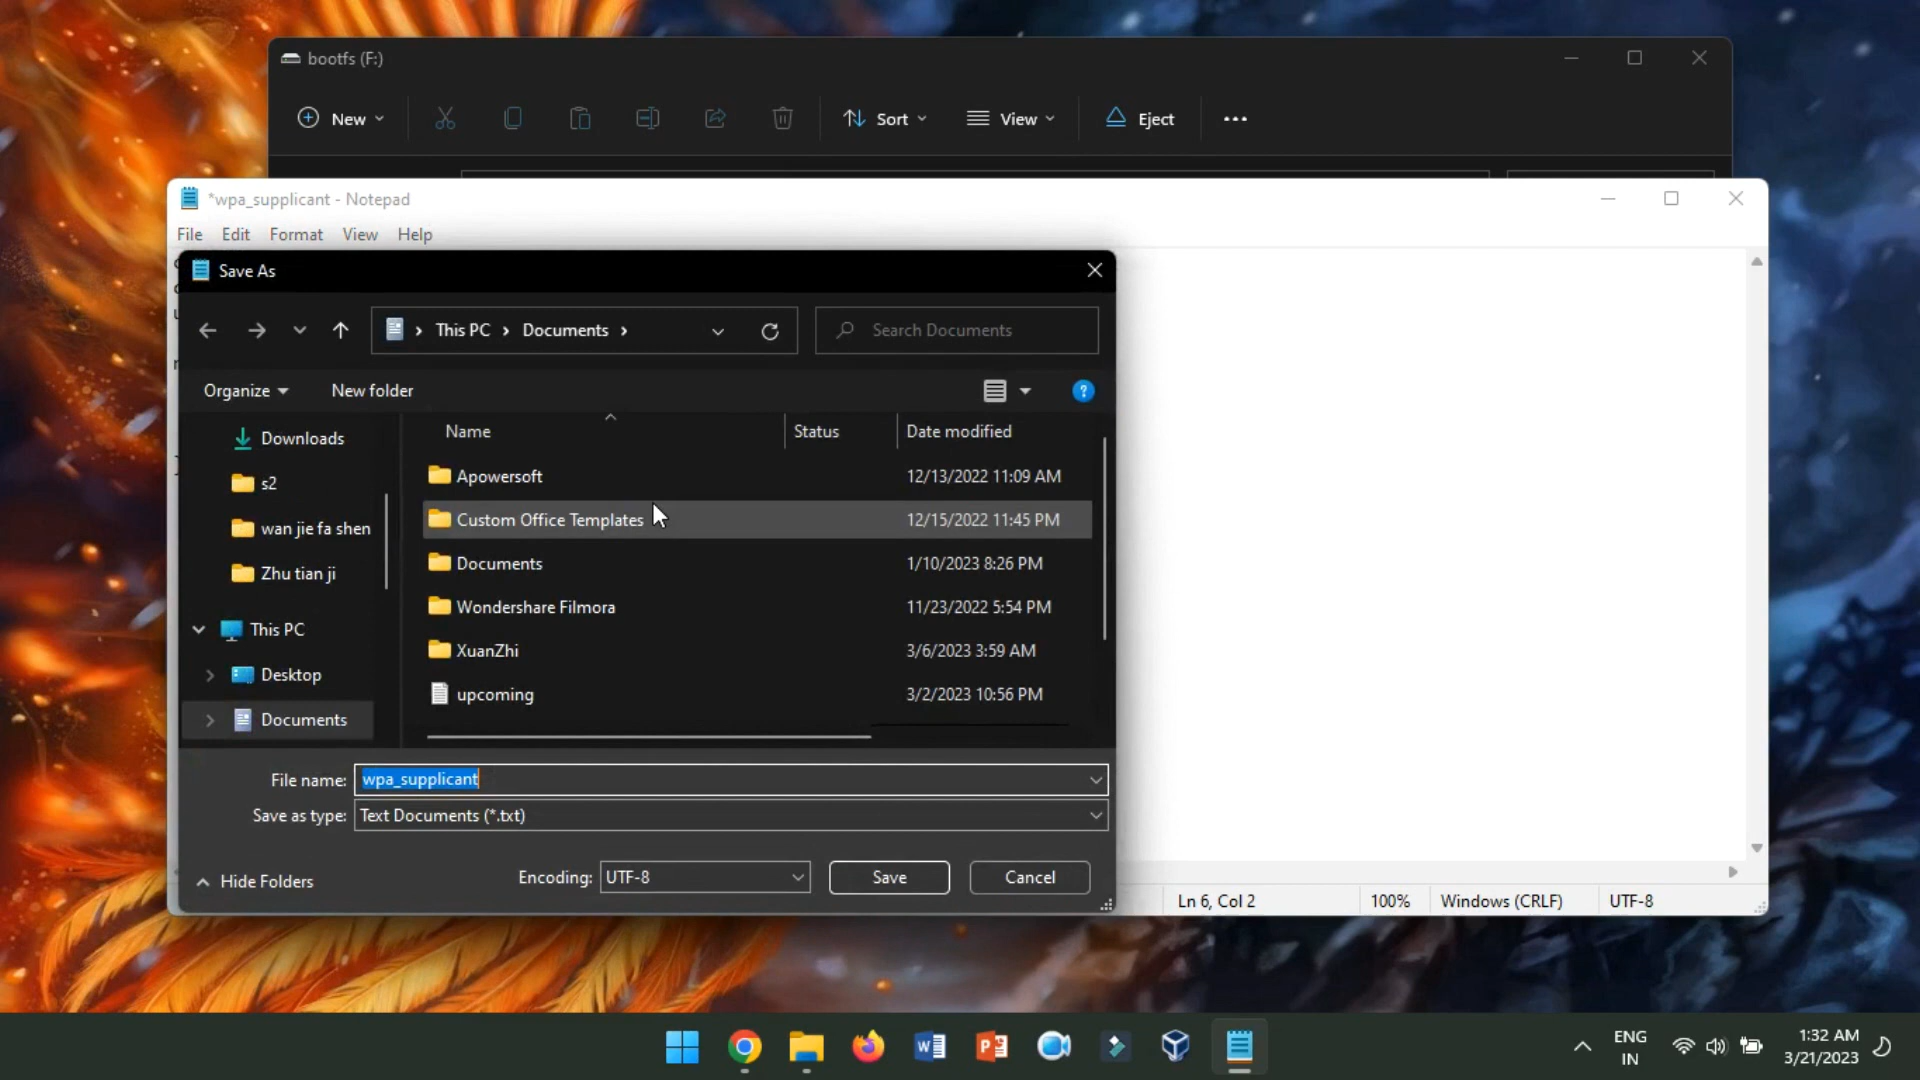 bootfs (F:)
New
Sort
View
Eject
*wpa_supplicant - Notepad
File Edit Format View Help
Save As
This PC > Documents >
Search Documents
Organize
New folder
Name
Status
Date modified
Downloads
s2
wan jie fa shen
Zhu tian ji
This PC
Desktop
Documents
Apowersoft 12/13/2022 11:09 AM
Custom Office Templates 12/15/2022 11:45 PM
Documents 1/10/2023 8:26 PM
Wondershare Filmora 11/23/2022 5:54 PM
XuanZhi 3/6/2023 3:59 AM
upcoming 3/2/2023 10:56 PM
File name: wpa_supplicant
Save as type: Text Documents (*.txt)
Hide Folders
Encoding: UTF-8
Save
Cancel
Ln 6, Col 2
100%
Windows (CRLF)
UTF-8
ENG
IN
1:32 AM
3/21/2023